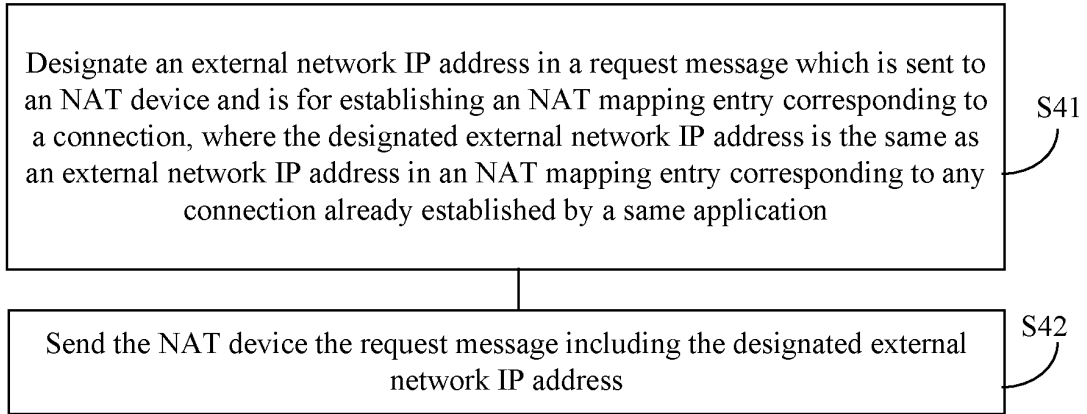 Designate an external network IP address in a request message which is sent to
an NAT device and is for establishing an NAT mapping entry corresponding to
a connection, where the designated external network IP address is the same as
an external network IP address in an NAT mapping entry corresponding to any
connection already established by a same application
S41
Send the NAT device the request message including the designated external
network IP address
S42